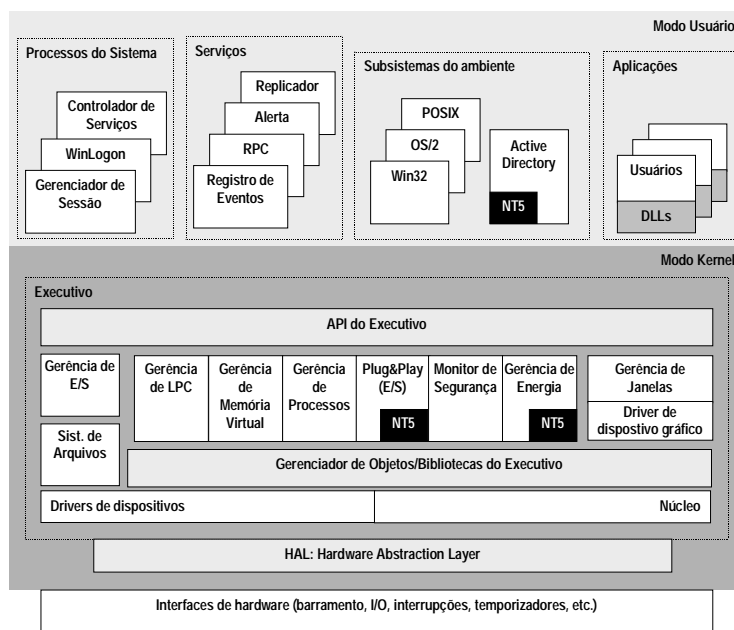 Modo Usuário
Processos do Sistema
Controlador de
Serviços
WinLogon
Gerenciador de
Sessão
Serviços
Replicador
Alerta
RPC
Registro de
Eventos
Subsistemas do ambiente
POSIX
OS/2
Win32
Active
Directory
NT5
Aplicações
Usuários
DLLs
Modo Kernel
Executivo
API do Executivo
Gerência de
E/S
Sist. de
Arquivos
Gerência
de LPC
Gerência
de
Memória
Virtual
Gerência
de
Processos
Plug&Play
(E/S)
NT5
Monitor de
Segurança
Gerência de
Energia
NT5
Gerência de
Janelas
Driver de
dispostivo gráfico
Gerenciador de Objetos/Bibliotecas do Executivo
Drivers de dispositivos
Núcleo
HAL: Hardware Abstraction Layer
Interfaces de hardware (barramento, I/O, interrupções, temporizadores, etc.)